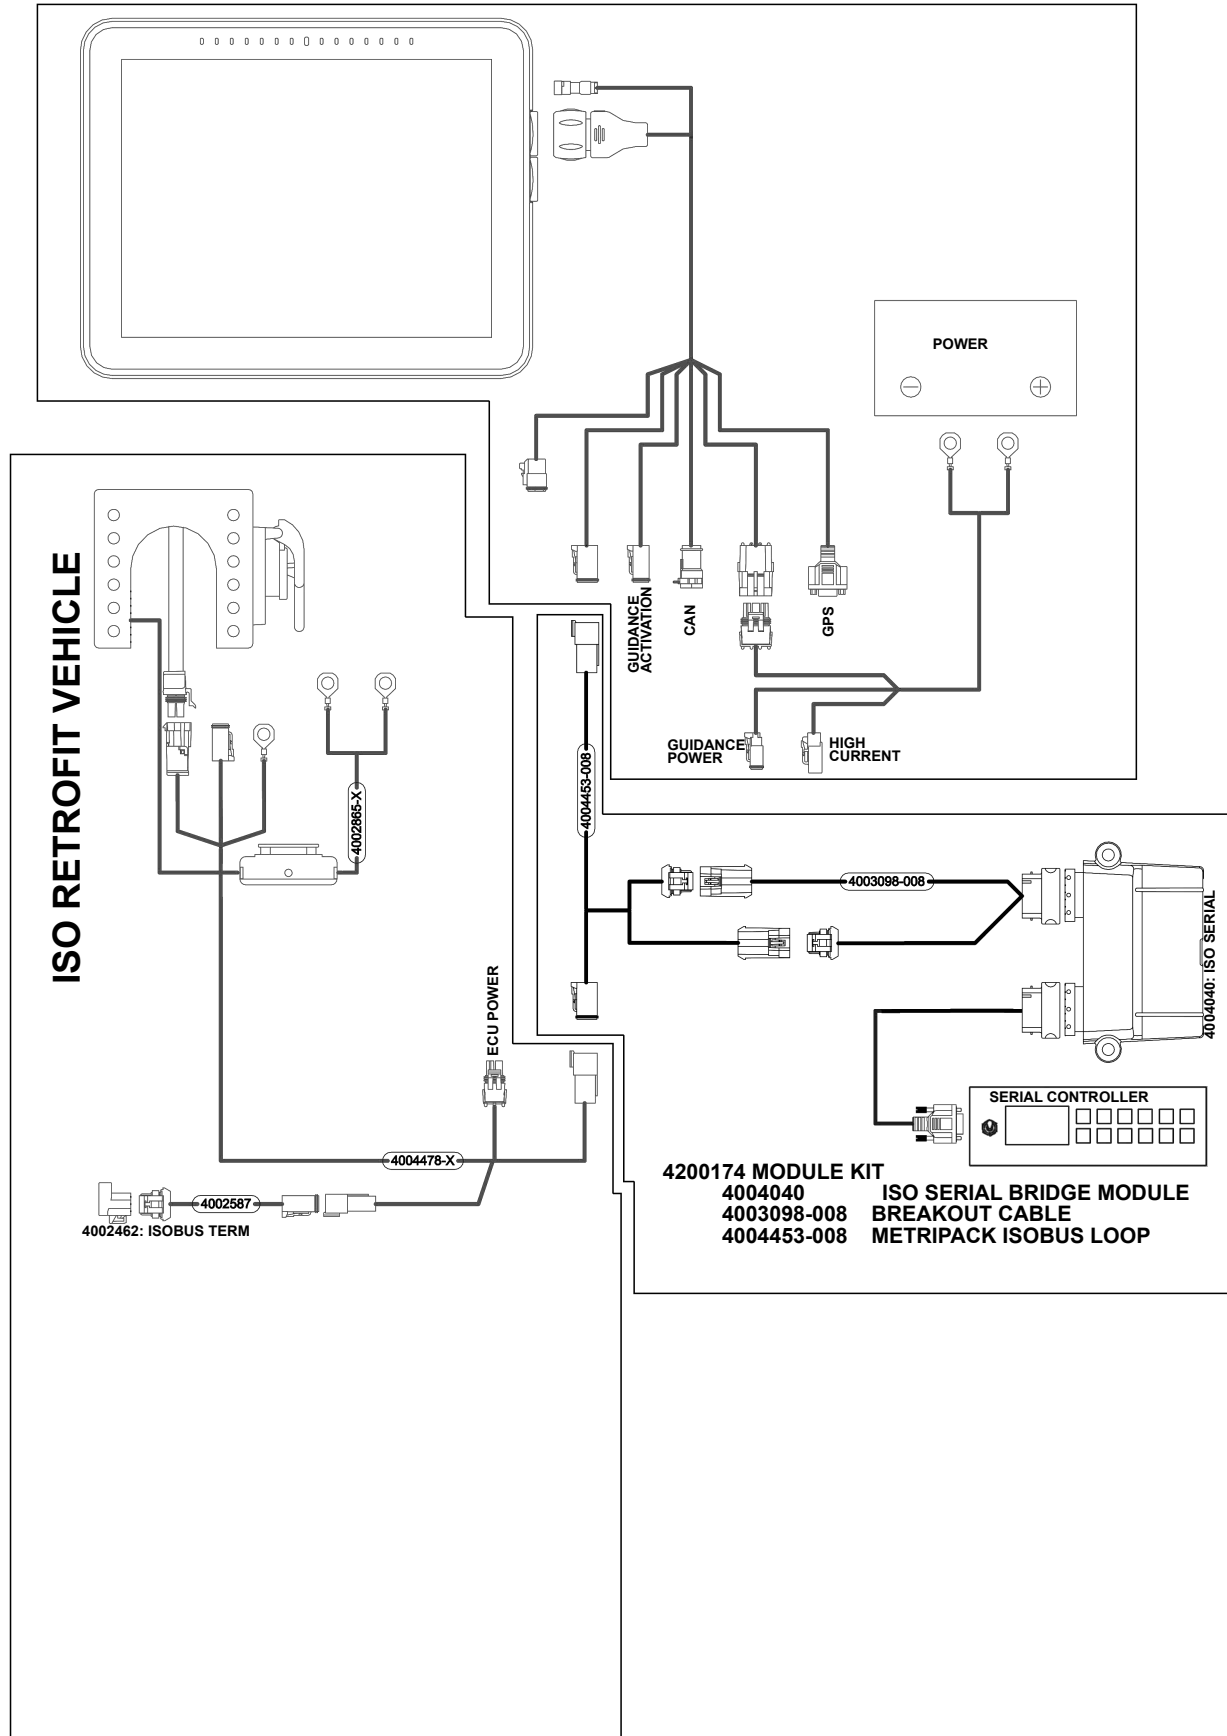 POWER
GUIDANCE
ACTIVATION
CAN
GPS
GUIDANCE
POWER
HIGH
CURRENT
ISO RETROFIT VEHICLE
4002865-X
4004453-008
4003098-008
4004040: ISO SERIAL
ECU POWER
SERIAL CONTROLLER
4004478-X
4002587
4002462: ISOBUS TERM
4200174 MODULE KIT
4004040 ISO SERIAL BRIDGE MODULE
4003098-008 BREAKOUT CABLE
4004453-008 METRIPACK ISOBUS LOOP